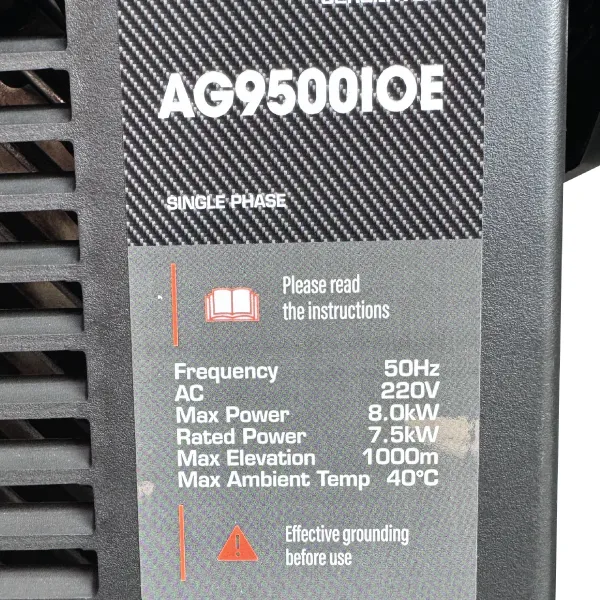 AG9500IOE
SINGLE PHASE
Please read
the instructions
Frequency 50Hz
AC 220V
Max Power 8.0kW
Rated Power 7.5kW
Max Elevation 1000m
Max Ambient Temp 40°C
Effective grounding
before use